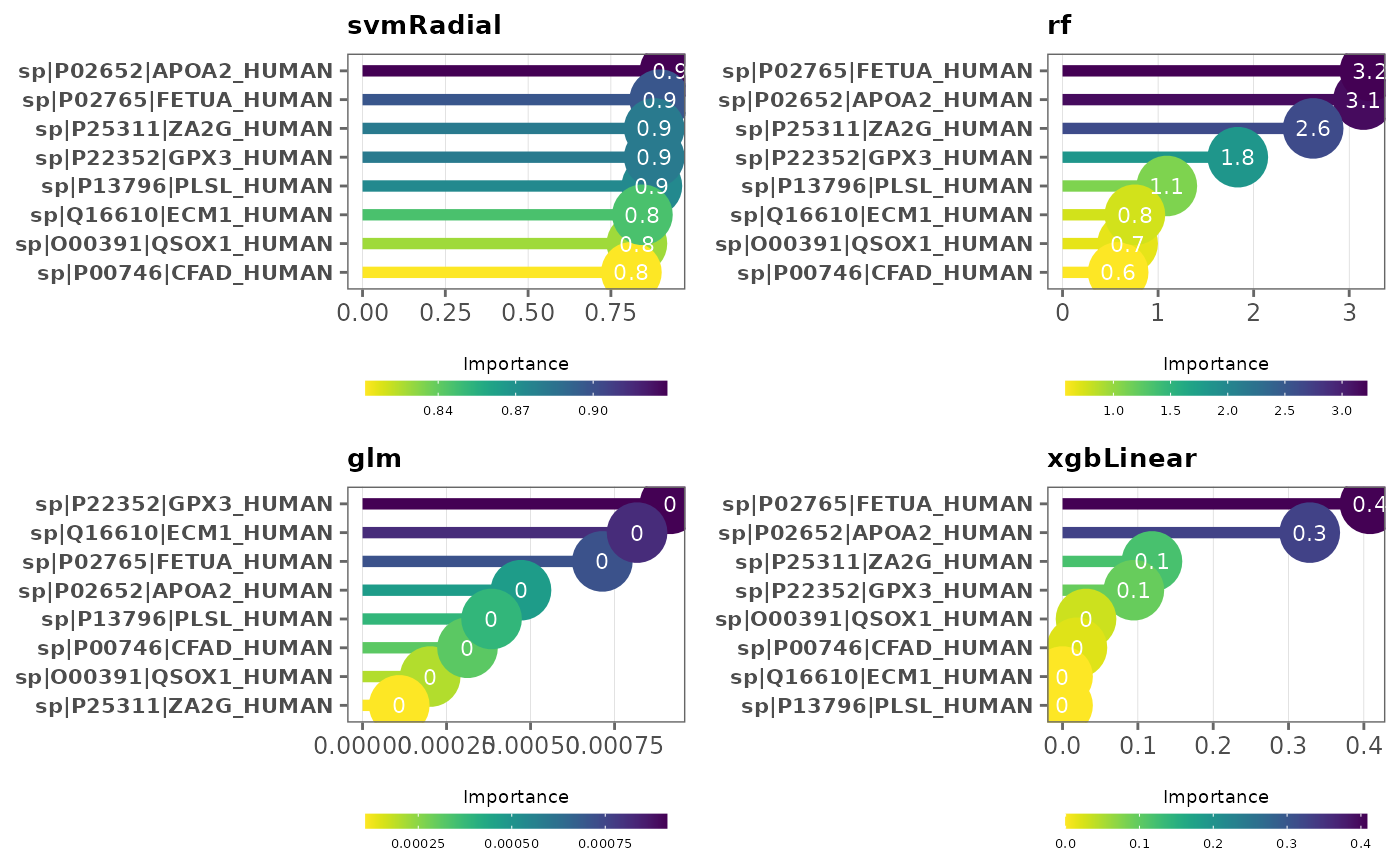 svmRadial
sp|P02652|APOA2_HUMAN 0.9
sp|P02765|FETUA_HUMAN 0.9
sp|P25311|ZA2G_HUMAN 0.9
sp|P22352|GPX3_HUMAN 0.9
sp|P13796|PLSL_HUMAN 0.9
sp|Q16610|ECM1_HUMAN 0.8
sp|O00391|QSOX1_HUMAN 0.8
sp|P00746|CFAD_HUMAN 0.8
0.00 0.25 0.50 0.75
Importance
0.84 0.87 0.90
rf
sp|P02765|FETUA_HUMAN 3.2
sp|P02652|APOA2_HUMAN 3.1
sp|P25311|ZA2G_HUMAN 2.6
sp|P22352|GPX3_HUMAN 1.8
sp|P13796|PLSL_HUMAN 1.1
sp|Q16610|ECM1_HUMAN 0.8
sp|O00391|QSOX1_HUMAN 0.7
sp|P00746|CFAD_HUMAN 0.6
0 1 2 3
Importance
1.0 1.5 2.0 2.5 3.0
glm
sp|P22352|GPX3_HUMAN 0
sp|Q16610|ECM1_HUMAN 0
sp|P02765|FETUA_HUMAN 0
sp|P02652|APOA2_HUMAN 0
sp|P13796|PLSL_HUMAN 0
sp|P00746|CFAD_HUMAN 0
sp|O00391|QSOX1_HUMAN 0
sp|P25311|ZA2G_HUMAN 0
0.00000 0.00025 0.00050 0.00075
Importance
0.00025 0.00050 0.00075
xgbLinear
sp|P02765|FETUA_HUMAN 0.4
sp|P02652|APOA2_HUMAN 0.3
sp|P25311|ZA2G_HUMAN 0.1
sp|P22352|GPX3_HUMAN 0.1
sp|O00391|QSOX1_HUMAN 0
sp|P00746|CFAD_HUMAN 0
sp|Q16610|ECM1_HUMAN 0
sp|P13796|PLSL_HUMAN 0
0.0 0.1 0.2 0.3 0.4
Importance
0.0 0.1 0.2 0.3 0.4